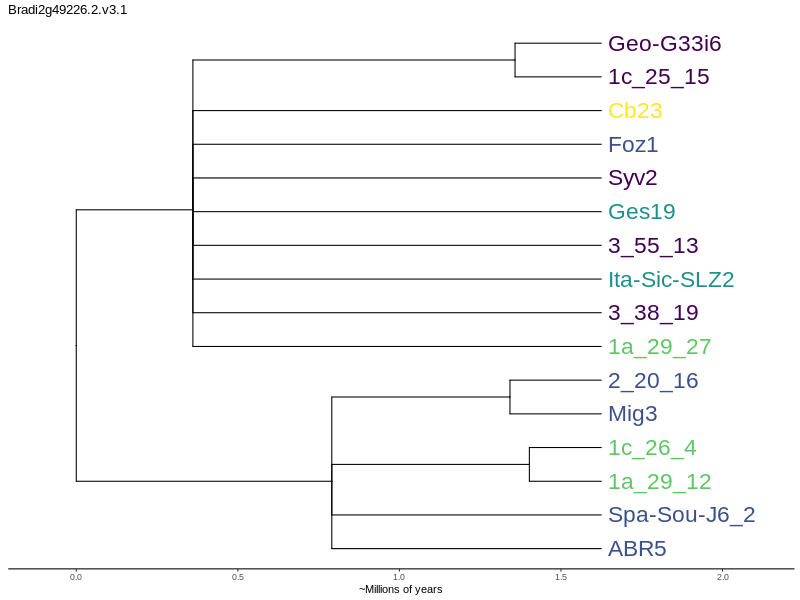 Bradi2g49226.2.v3.1
Geo-G33i6
1c_25_15
Cb23
Foz1
Syv2
Ges19
3_55_13
Ita-Sic-SLZ2
3_38_19
1a_29_27
2_20_16
Mig3
1c_26_4
1a_29_12
Spa-Sou-J6_2
ABR5
0.0 0.5 1.0 1.5 2.0
~Millions of years